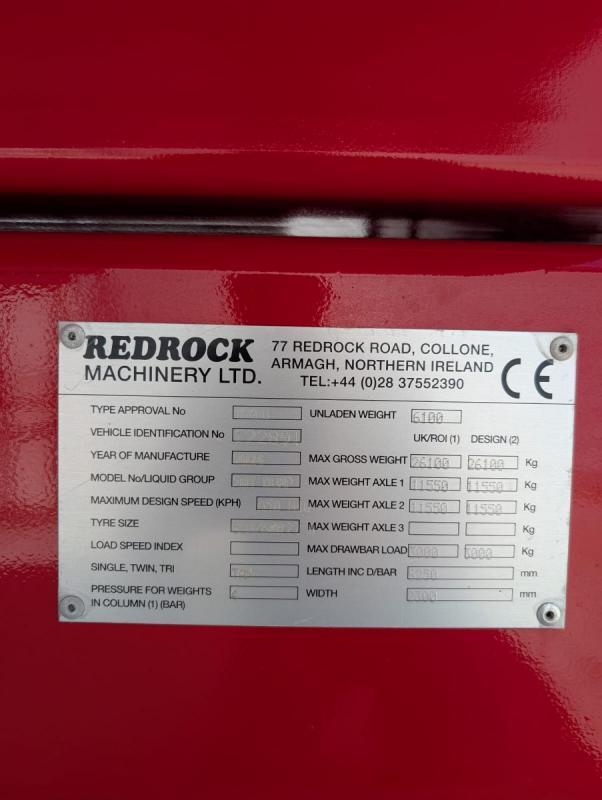 REDROCK
MACHINERY LTD.
77 REDROCK ROAD, COLLONE,
ARMAGH, NORTHERN IRELAND
TEL:+44 (0)28 37552390
CE
TYPE APPROVAL No
VEHICLE IDENTIFICATION No
YEAR OF MANUFACTURE
MODEL No/LIQUID GROUP
MAXIMUM DESIGN SPEED (KPH)
TYRE SIZE
LOAD SPEED INDEX
SINGLE, TWIN, TRI
PRESSURE FOR WEIGHTS
IN COLUMN (1) (BAR)
UNLADEN WEIGHT 6100
UK/ROI (1) DESIGN (2)
MAX GROSS WEIGHT 26100 26100 Kg
MAX WEIGHT AXLE 1 11550 11550 Kg
MAX WEIGHT AXLE 2 11550 11550 Kg
MAX WEIGHT AXLE 3 Kg
MAX DRAWBAR LOAD 3000 3000 Kg
LENGTH INC D/BAR mm
WIDTH mm